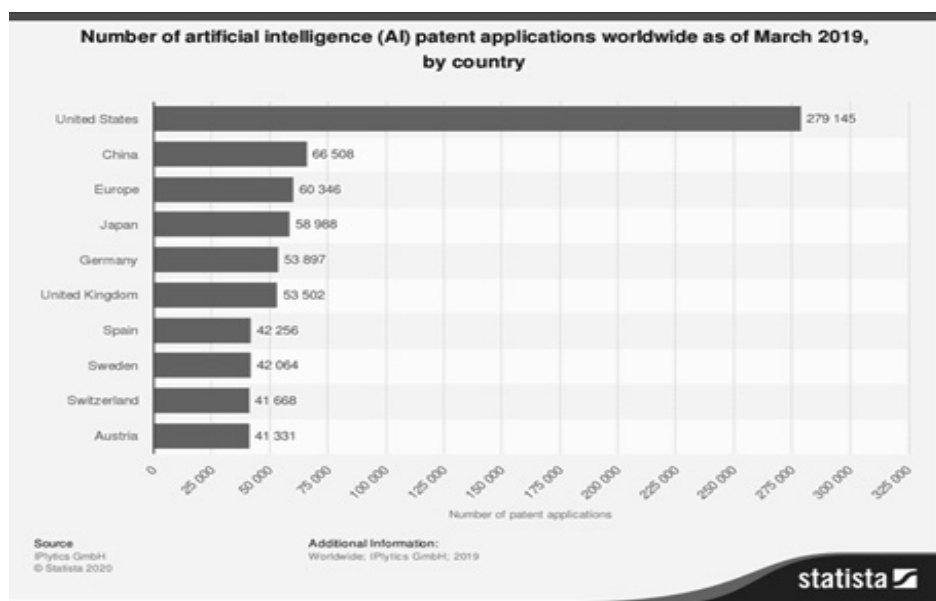 Number of artificial intelligence (AI) patent applications worldwide as of March 2019,
by country
United States 279 145
China 66 508
Europe 60 346
Japan 58 988
Germany 53 897
United Kingdom 53 502
Spain 42 256
Sweden 42 064
Switzerland 41 668
Austria 41 331
0 25 000 50 000 75 000 100 000 125 000 150 000 175 000 200 000 225 000 250 000 275 000 300 000 325 000
Number of patent applications
Source
IPlytics GmbH
© Statista 2020
Additional Information:
Worldwide; IPlytics GmbH; 2019
statista